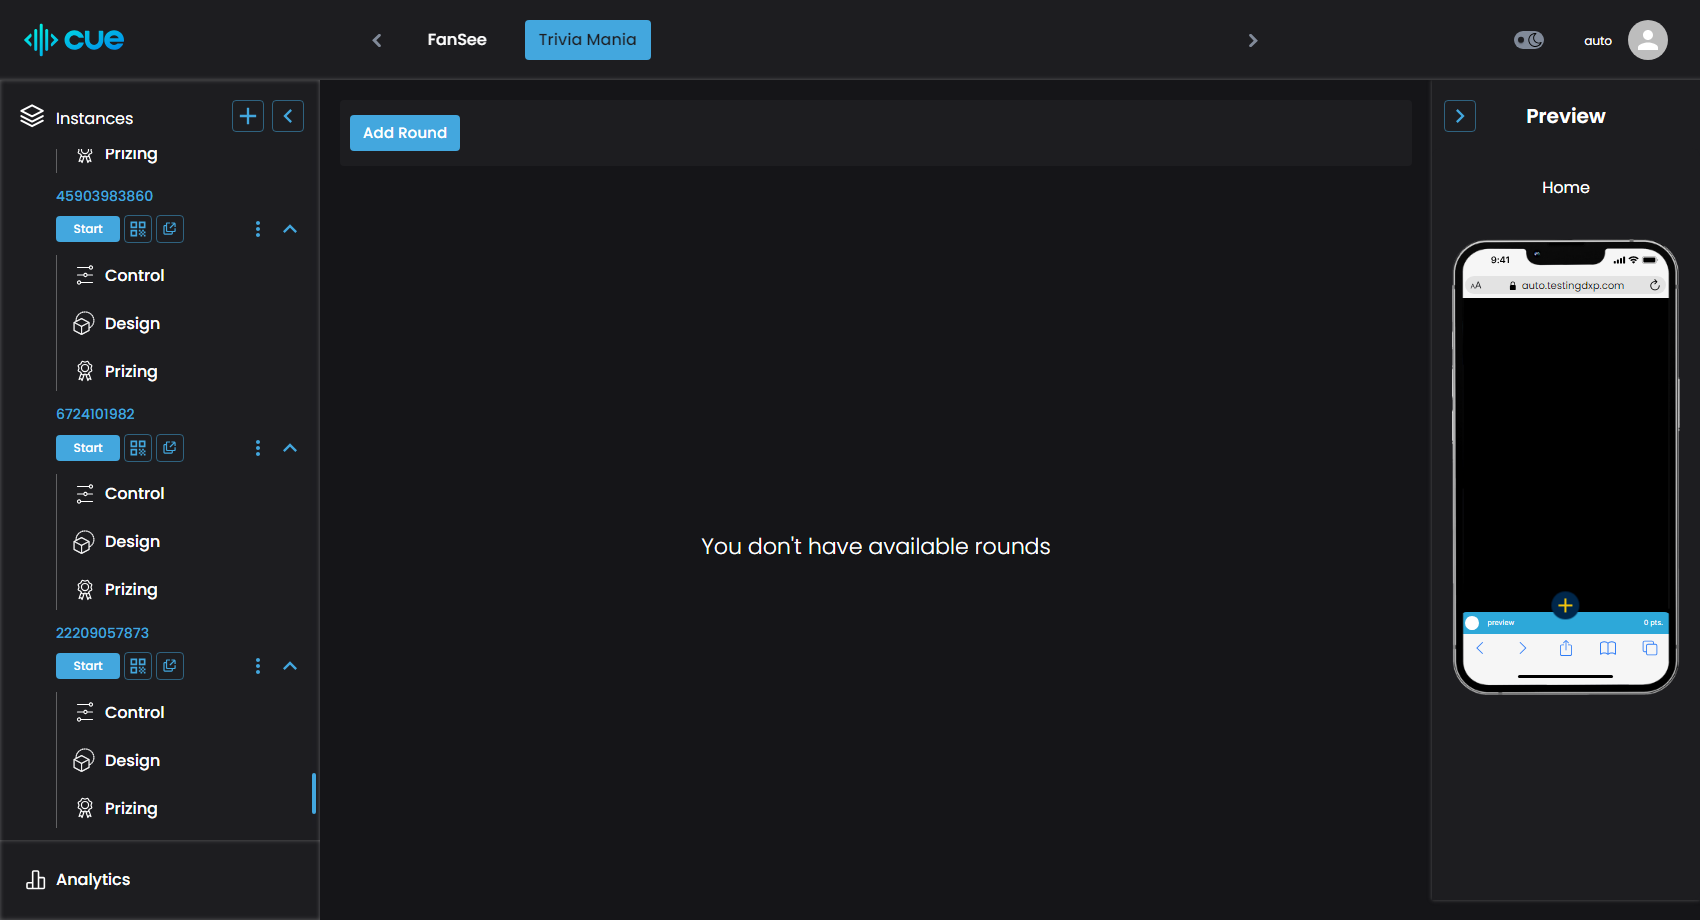 cue
FanSee
Trivia Mania
auto
Instances
Prizing
45903983860
Start
Control
Design
Prizing
6724101982
Start
Control
Design
Prizing
22209057873
Start
Control
Design
Prizing
Analytics
Add Round
You don't have available rounds
Preview
Home
9:41
AA auto.testingdxp.com
preview 0 pts.